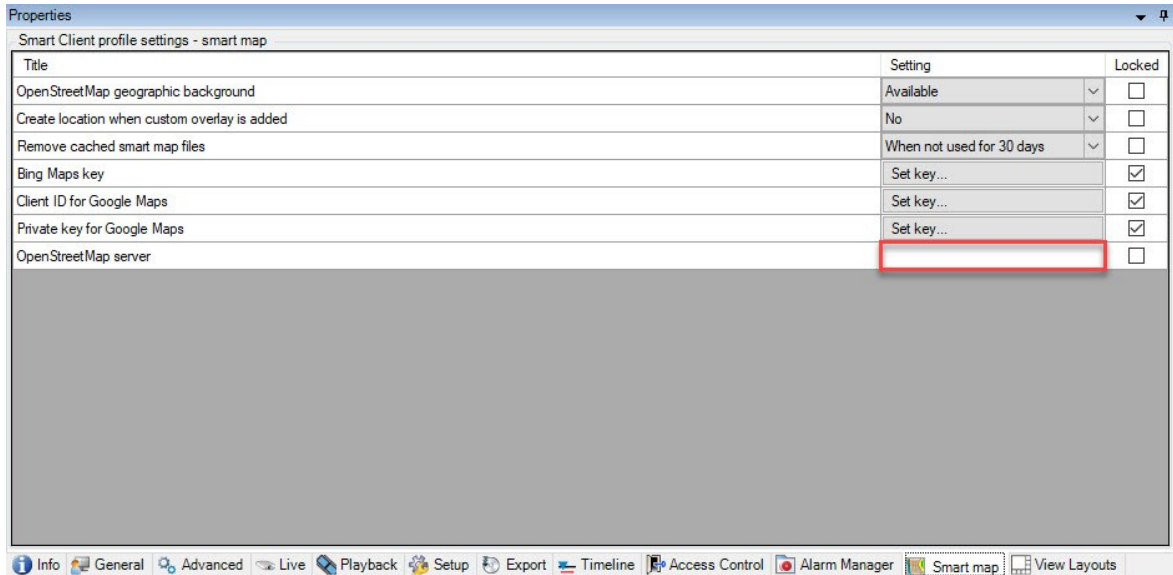 Properties
Smart Client profile settings - smart map
Title Setting Locked
OpenStreetMap geographic background Available
Create location when custom overlay is added No
Remove cached smart map files When not used for 30 days
Bing Maps key Set key...
Client ID for Google Maps Set key...
Private key for Google Maps Set key...
OpenStreetMap server
Info General Advanced Live Playback Setup Export Timeline Access Control Alarm Manager Smart map View Layouts